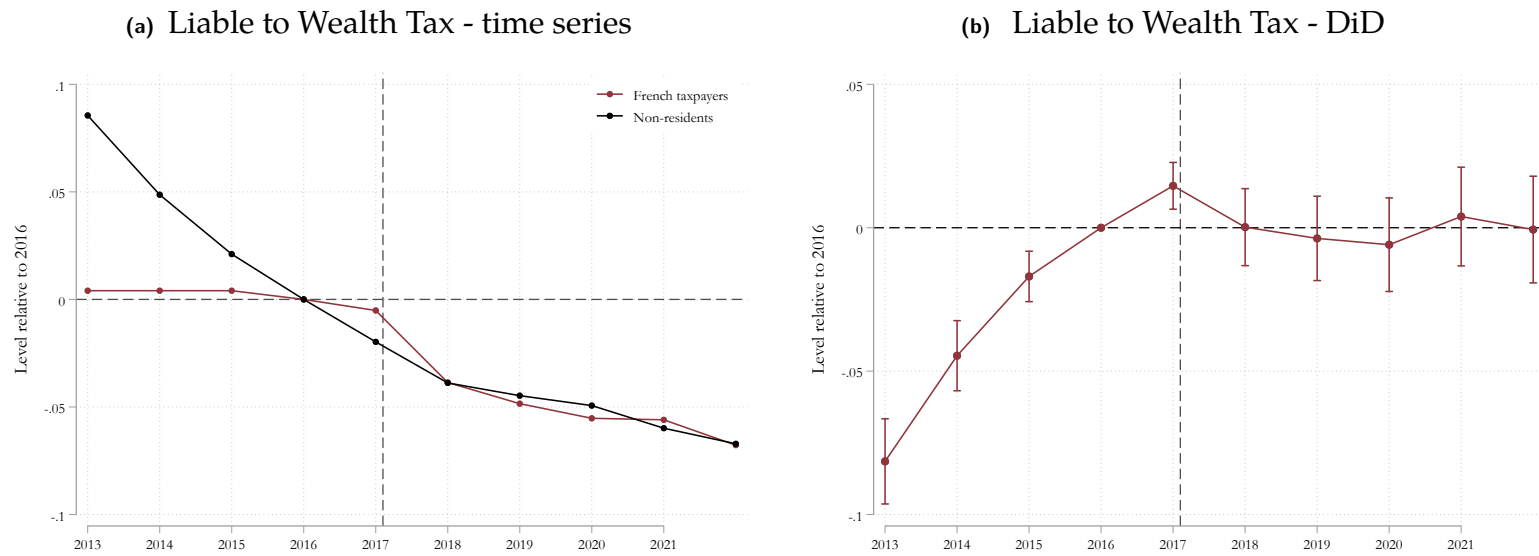 (a) Liable to Wealth Tax - time series
.1
.05
0
-.05
-.1
Level relative to 2016
French taxpayers
Non-residents
2013 2014 2015 2016 2017 2018 2019 2020 2021
(b) Liable to Wealth Tax - DiD
.05
0
-.05
-.1
Level relative to 2016
2013 2014 2015 2016 2017 2018 2019 2020 2021